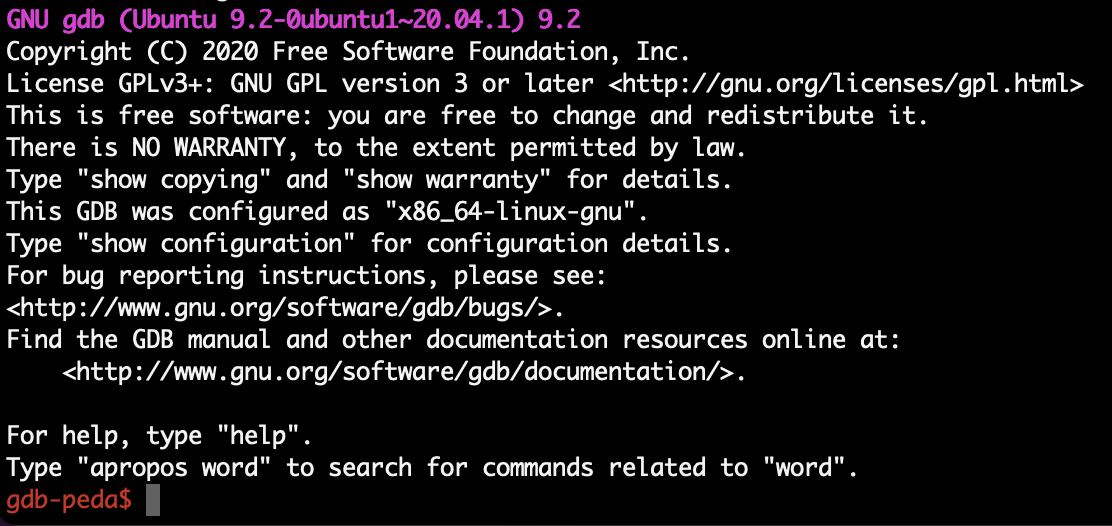 GNU gdb (Ubuntu 9.2-0ubuntu1~20.04.1) 9.2
Copyright (C) 2020 Free Software Foundation, Inc.
License GPLv3+: GNU GPL version 3 or later <http://gnu.org/licenses/gpl.html>
This is free software: you are free to change and redistribute it.
There is NO WARRANTY, to the extent permitted by law.
Type "show copying" and "show warranty" for details.
This GDB was configured as "x86_64-linux-gnu".
Type "show configuration" for configuration details.
For bug reporting instructions, please see:
<http://www.gnu.org/software/gdb/bugs/>.
Find the GDB manual and other documentation resources online at:
    <http://www.gnu.org/software/gdb/documentation/>.

For help, type "help".
Type "apropos word" to search for commands related to "word".
gdb-peda$